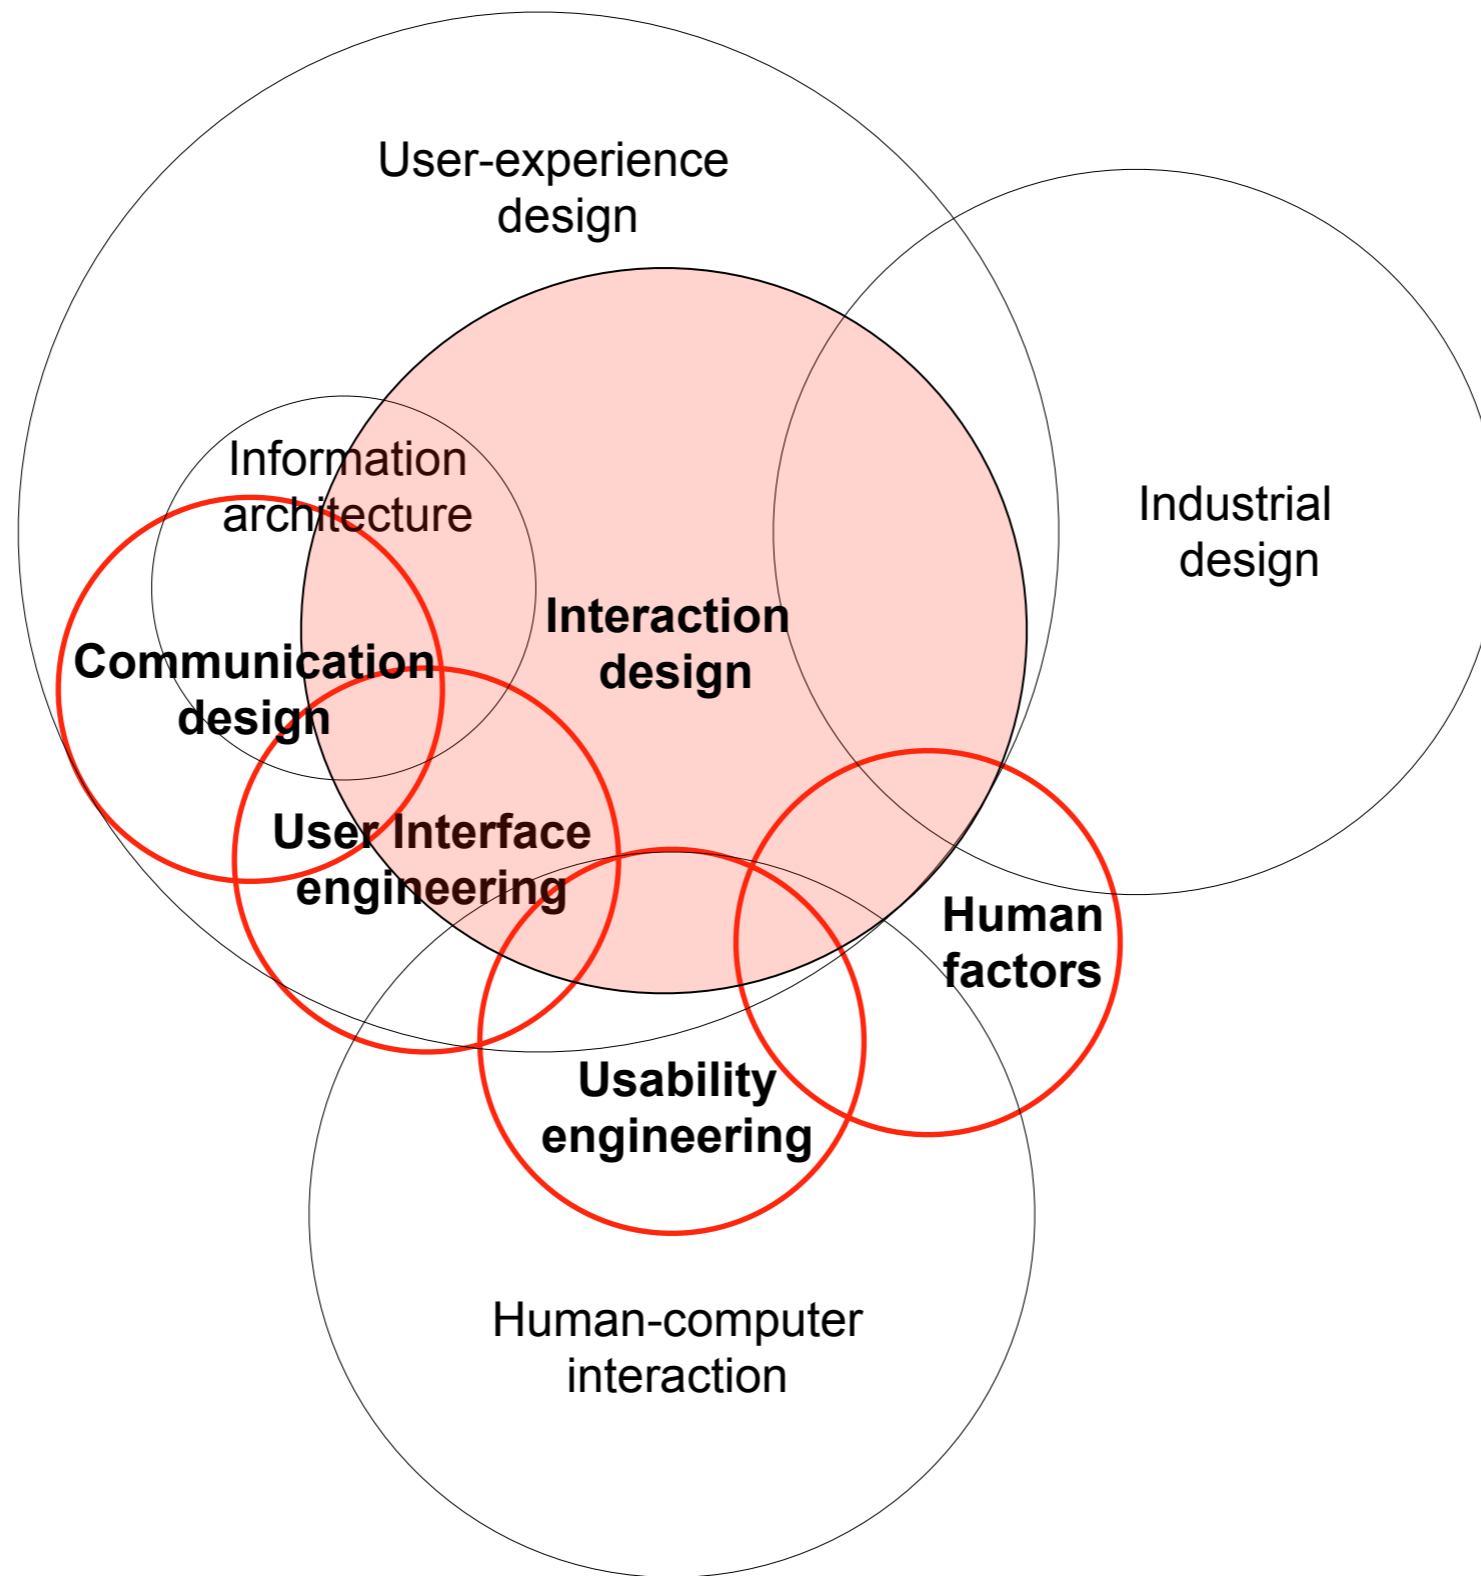 User-experience
design
Information
architecture
Industrial
design
Interaction
design
Communication
design
User Interface
engineering
Human
factors
Usability
engineering
Human-computer
interaction